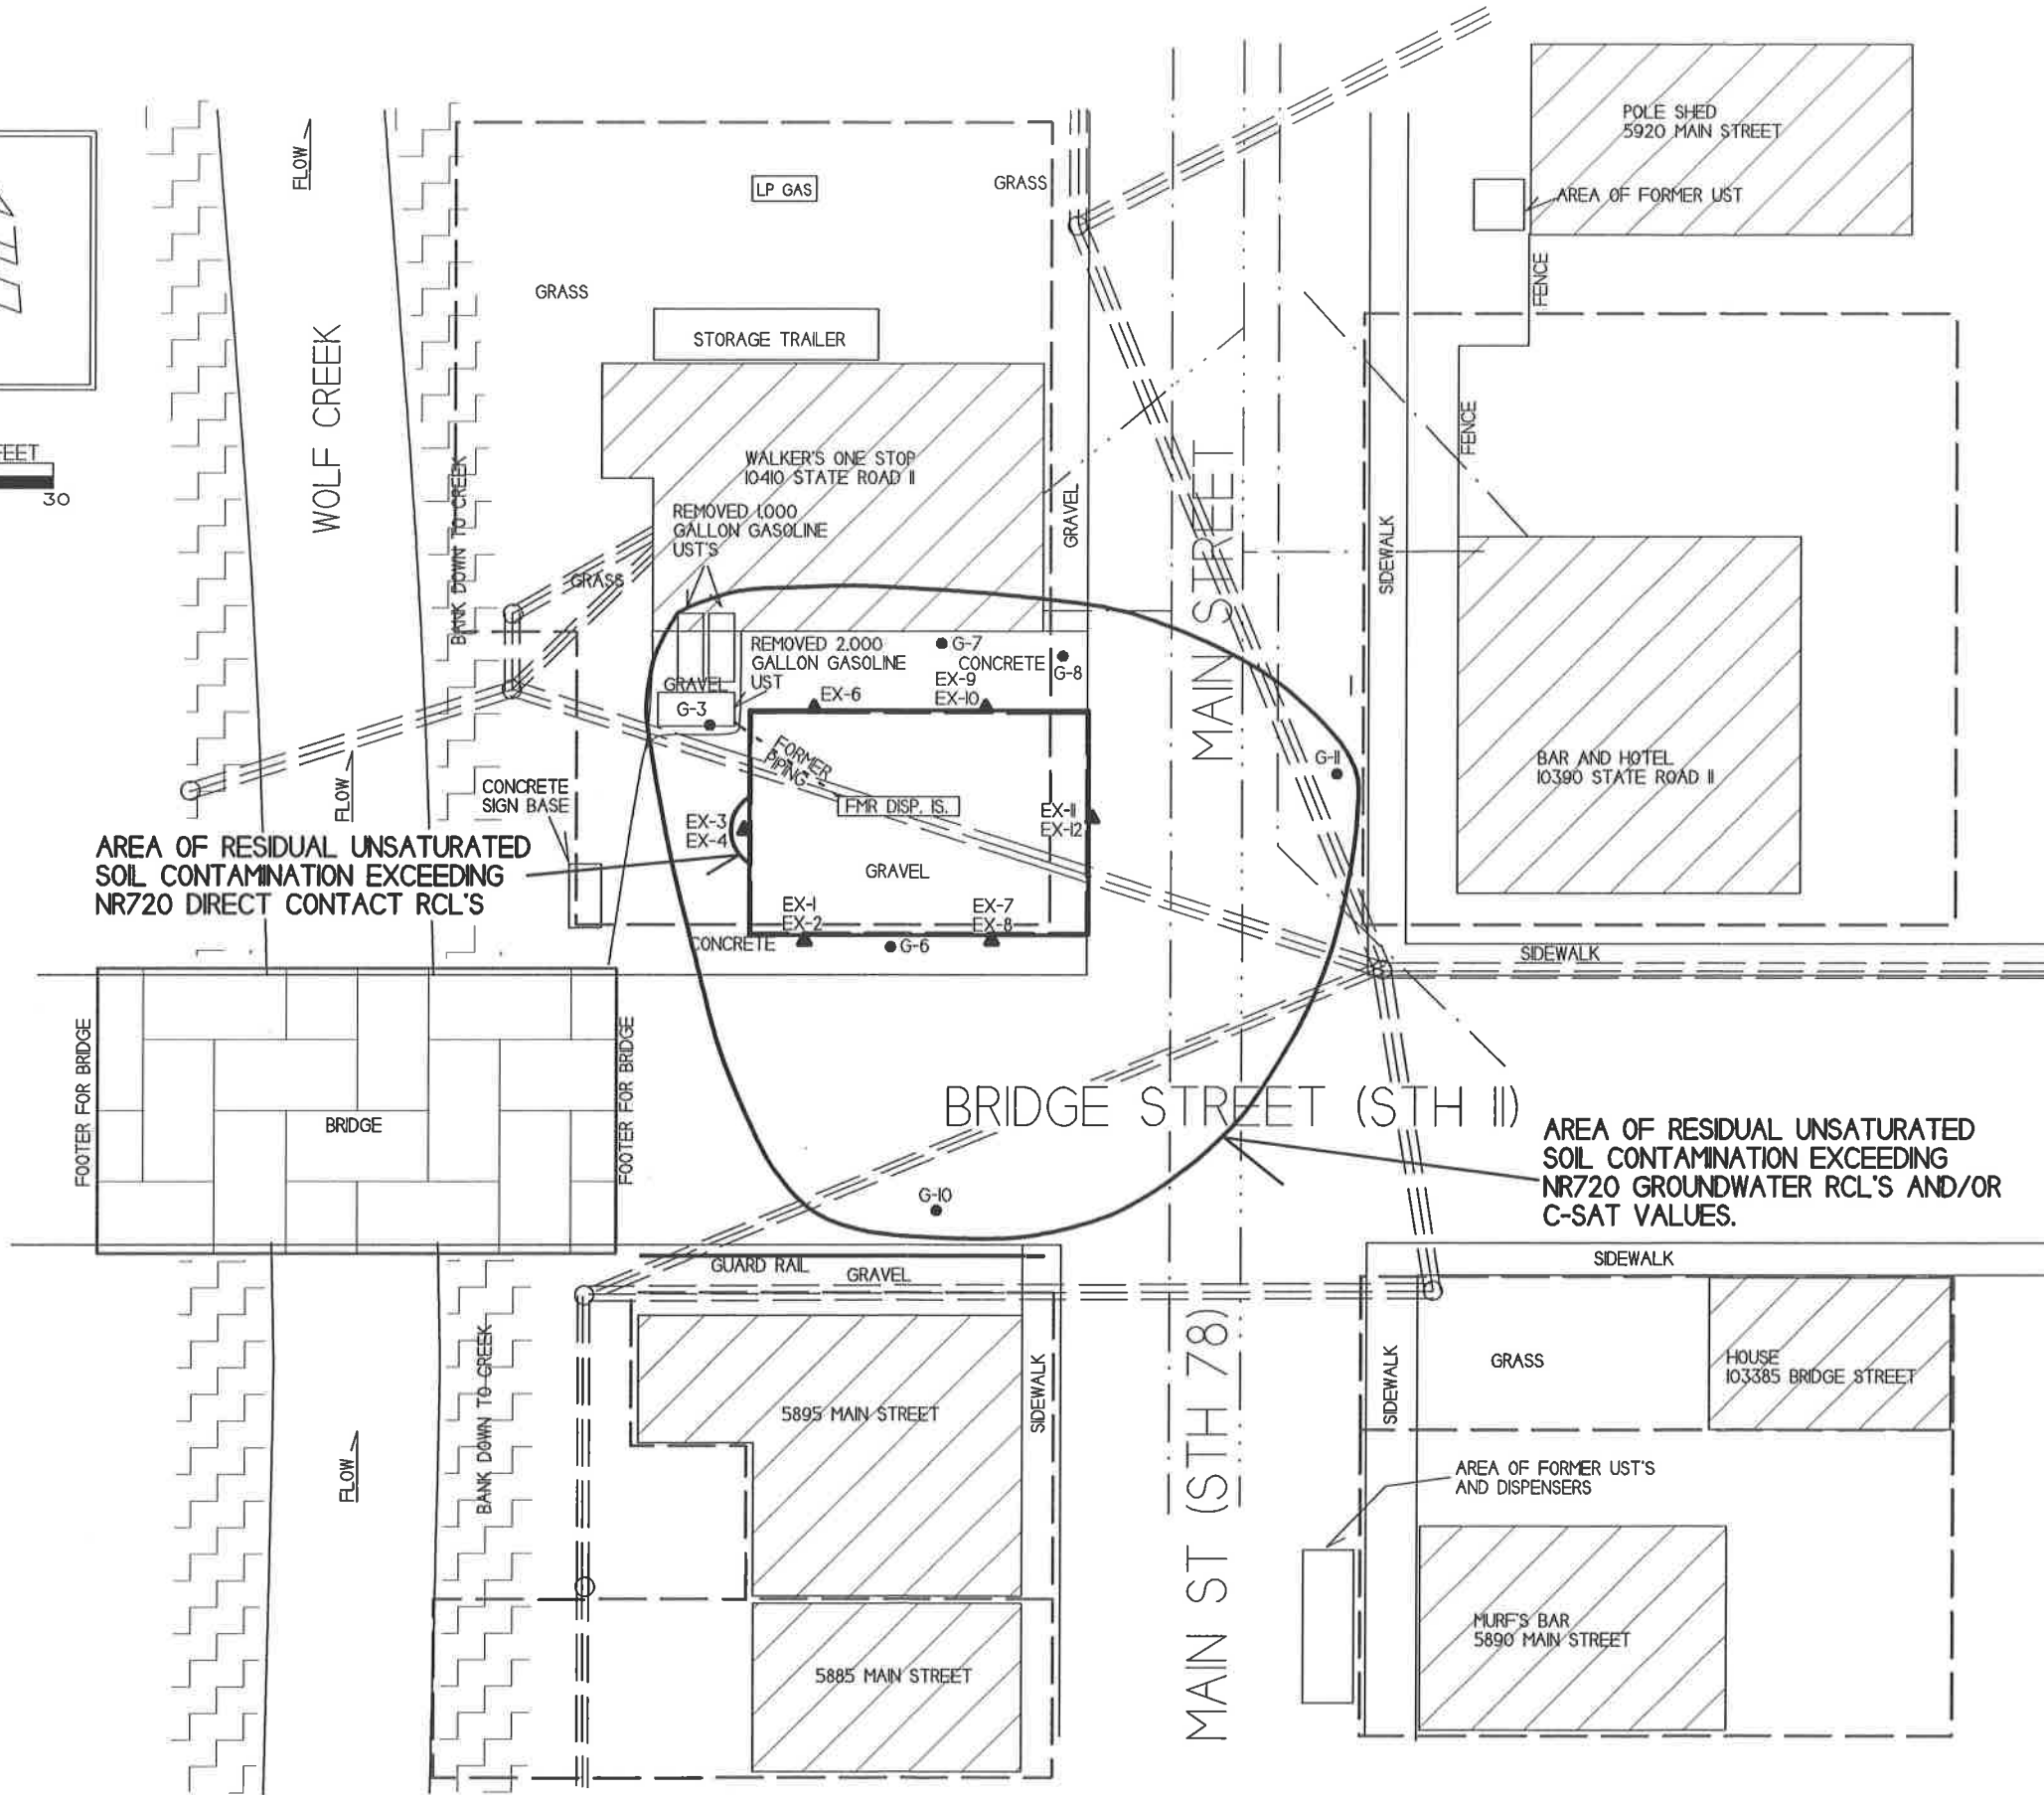 POLE SHED
5920 MAIN STREET
AREA OF FORMER UST
FLOW
LP GAS
GRASS
GRASS
FENCE
STORAGE TRAILER
WOLF CREEK
FEET
30
BANK DOWN TO CREEK
WALKER'S ONE STOP
10410 STATE ROAD 11
REMOVED 1,000
GALLON GASOLINE
UST'S
GRAVEL
MAIN STREET
SIDEWALK
FENCE
GRASS
REMOVED 2,000
GALLON GASOLINE
UST
G-7
CONCRETE
G-8
GRAVEL
G-3
EX-6
EX-9
EX-10
FORMER
PIPING
FMR DISP. IS.
G-11
BAR AND HOTEL
10390 STATE ROAD 11
FLOW
CONCRETE
SIGN BASE
EX-3
EX-4
EX-11
EX-12
AREA OF RESIDUAL UNSATURATED
SOIL CONTAMINATION EXCEEDING
NR720 DIRECT CONTACT RCL'S
GRAVEL
EX-1
EX-2
EX-7
EX-8
CONCRETE
G-6
SIDEWALK
FOOTER FOR BRIDGE
BRIDGE
FOOTER FOR BRIDGE
BRIDGE STREET (STH 11)
AREA OF RESIDUAL UNSATURATED
SOIL CONTAMINATION EXCEEDING
NR720 GROUNDWATER RCL'S AND/OR
C-SAT VALUES.
G-10
GUARD RAIL
GRAVEL
SIDEWALK
BANK DOWN TO CREEK
FLOW
5895 MAIN STREET
SIDEWALK
MAIN ST (STH 78)
SIDEWALK
GRASS
HOUSE
103385 BRIDGE STREET
AREA OF FORMER UST'S
AND DISPENSERS
MURF'S BAR
5890 MAIN STREET
5885 MAIN STREET